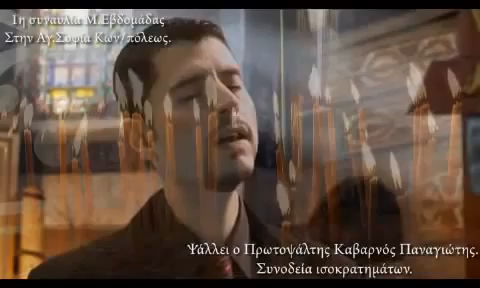 1η συναυλία Μ.Εβδομάδας
Στην Αγ.Σοφία Κων/πόλεως.
Ψάλλει ο Πρωτοψάλτης Καβαρνός Παναγιώτης.
Συνοδεία ισοκρατημάτων.